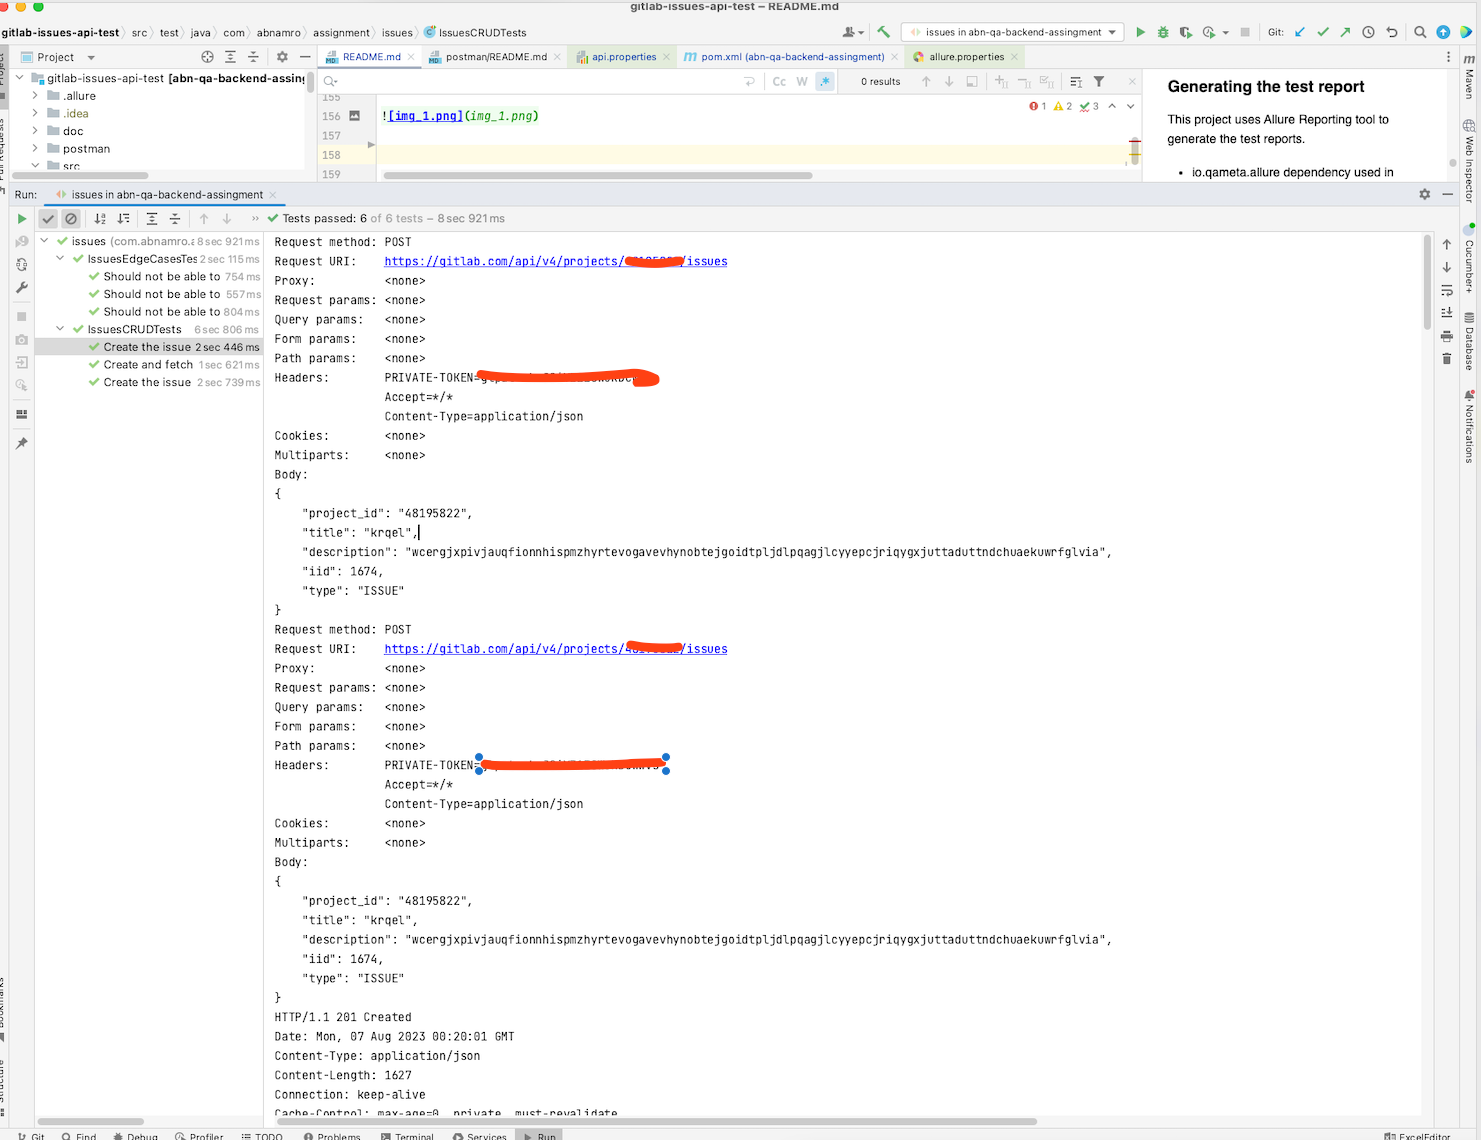 gitlab-issues-api-test – README.md
gitlab-issues-api-test src test java com abnamro assignment issues IssuesCRUDTests
issues in abn-qa-backend-assingment
Git:
Project
README.md postman/README.md api.properties pom.xml (abn-qa-backend-assingment) allure.properties
gitlab-issues-api-test [abn-qa-backend-assing
.allure
.idea
doc
postman
src
Cc W .* 0 results
155
156 ![img_1.png](img_1.png)
157
158
159
1 2 3
Generating the test report
This project uses Allure Reporting tool to
generate the test reports.
• io.qameta.allure dependency used in
Maven
Web Inspector
Cucumber+
Database
Notifications
Run: issues in abn-qa-backend-assingment
Tests passed: 6 of 6 tests – 8 sec 921 ms
issues (com.abnamro.a 8 sec 921 ms
IssuesEdgeCasesTes 2 sec 115 ms
Should not be able to 754 ms
Should not be able to 557 ms
Should not be able to 804 ms
IssuesCRUDTests 6 sec 806 ms
Create the issue 2 sec 446 ms
Create and fetch 1 sec 621 ms
Create the issue 2 sec 739 ms
Request method: POST
Request URI: https://gitlab.com/api/v4/projects/ /issues
Proxy: <none>
Request params: <none>
Query params: <none>
Form params: <none>
Path params: <none>
Headers: PRIVATE-TOKEN=
Accept=*/*
Content-Type=application/json
Cookies: <none>
Multiparts: <none>
Body:
{
"project_id": "48195822",
"title": "krqel",
"description": "wcergjxpivjauqfionnhispmzhyrtevogavevhynobtejgoidtpljdlpqagjlcyyepcjriqygxjuttaduttndchuaekuwrfglvia",
"iid": 1674,
"type": "ISSUE"
}
Request method: POST
Request URI: https://gitlab.com/api/v4/projects/ /issues
Proxy: <none>
Request params: <none>
Query params: <none>
Form params: <none>
Path params: <none>
Headers: PRIVATE-TOKEN=
Accept=*/*
Content-Type=application/json
Cookies: <none>
Multiparts: <none>
Body:
{
"project_id": "48195822",
"title": "krqel",
"description": "wcergjxpivjauqfionnhispmzhyrtevogavevhynobtejgoidtpljdlpqagjlcyyepcjriqygxjuttaduttndchuaekuwrfglvia",
"iid": 1674,
"type": "ISSUE"
}
HTTP/1.1 201 Created
Date: Mon, 07 Aug 2023 00:20:01 GMT
Content-Type: application/json
Content-Length: 1627
Connection: keep-alive
Cache-Control: max-age=0, private, must-revalidate
Git Find Debug Profiler TODO Problems Terminal Services Run ExcelEditor